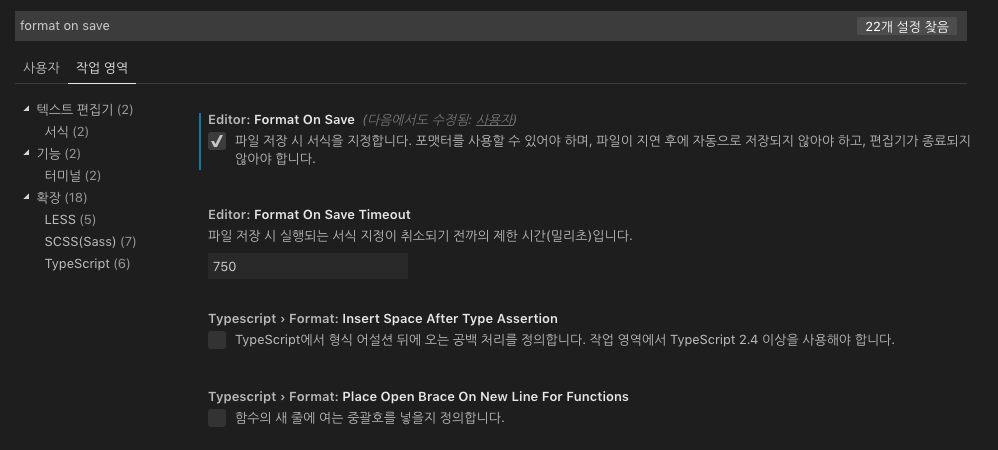 format on save
22개 설정 찾음
사용자 작업 영역
텍스트 편집기 (2)
서식 (2)
기능 (2)
터미널 (2)
확장 (18)
LESS (5)
SCSS(Sass) (7)
TypeScript (6)
Editor: Format On Save (다음에서도 수정됨: 사용자)
파일 저장 시 서식을 지정합니다. 포맷터를 사용할 수 있어야 하며, 파일이 지연 후에 자동으로 저장되지 않아야 하고, 편집기가 종료되지
않아야 합니다.
Editor: Format On Save Timeout
파일 저장 시 실행되는 서식 지정이 취소되기 전까의 제한 시간(밀리초)입니다.
750
Typescript › Format: Insert Space After Type Assertion
TypeScript에서 형식 어설션 뒤에 오는 공백 처리를 정의합니다. 작업 영역에서 TypeScript 2.4 이상을 사용해야 합니다.
Typescript › Format: Place Open Brace On New Line For Functions
함수의 새 줄에 여는 중괄호를 넣을지 정의합니다.